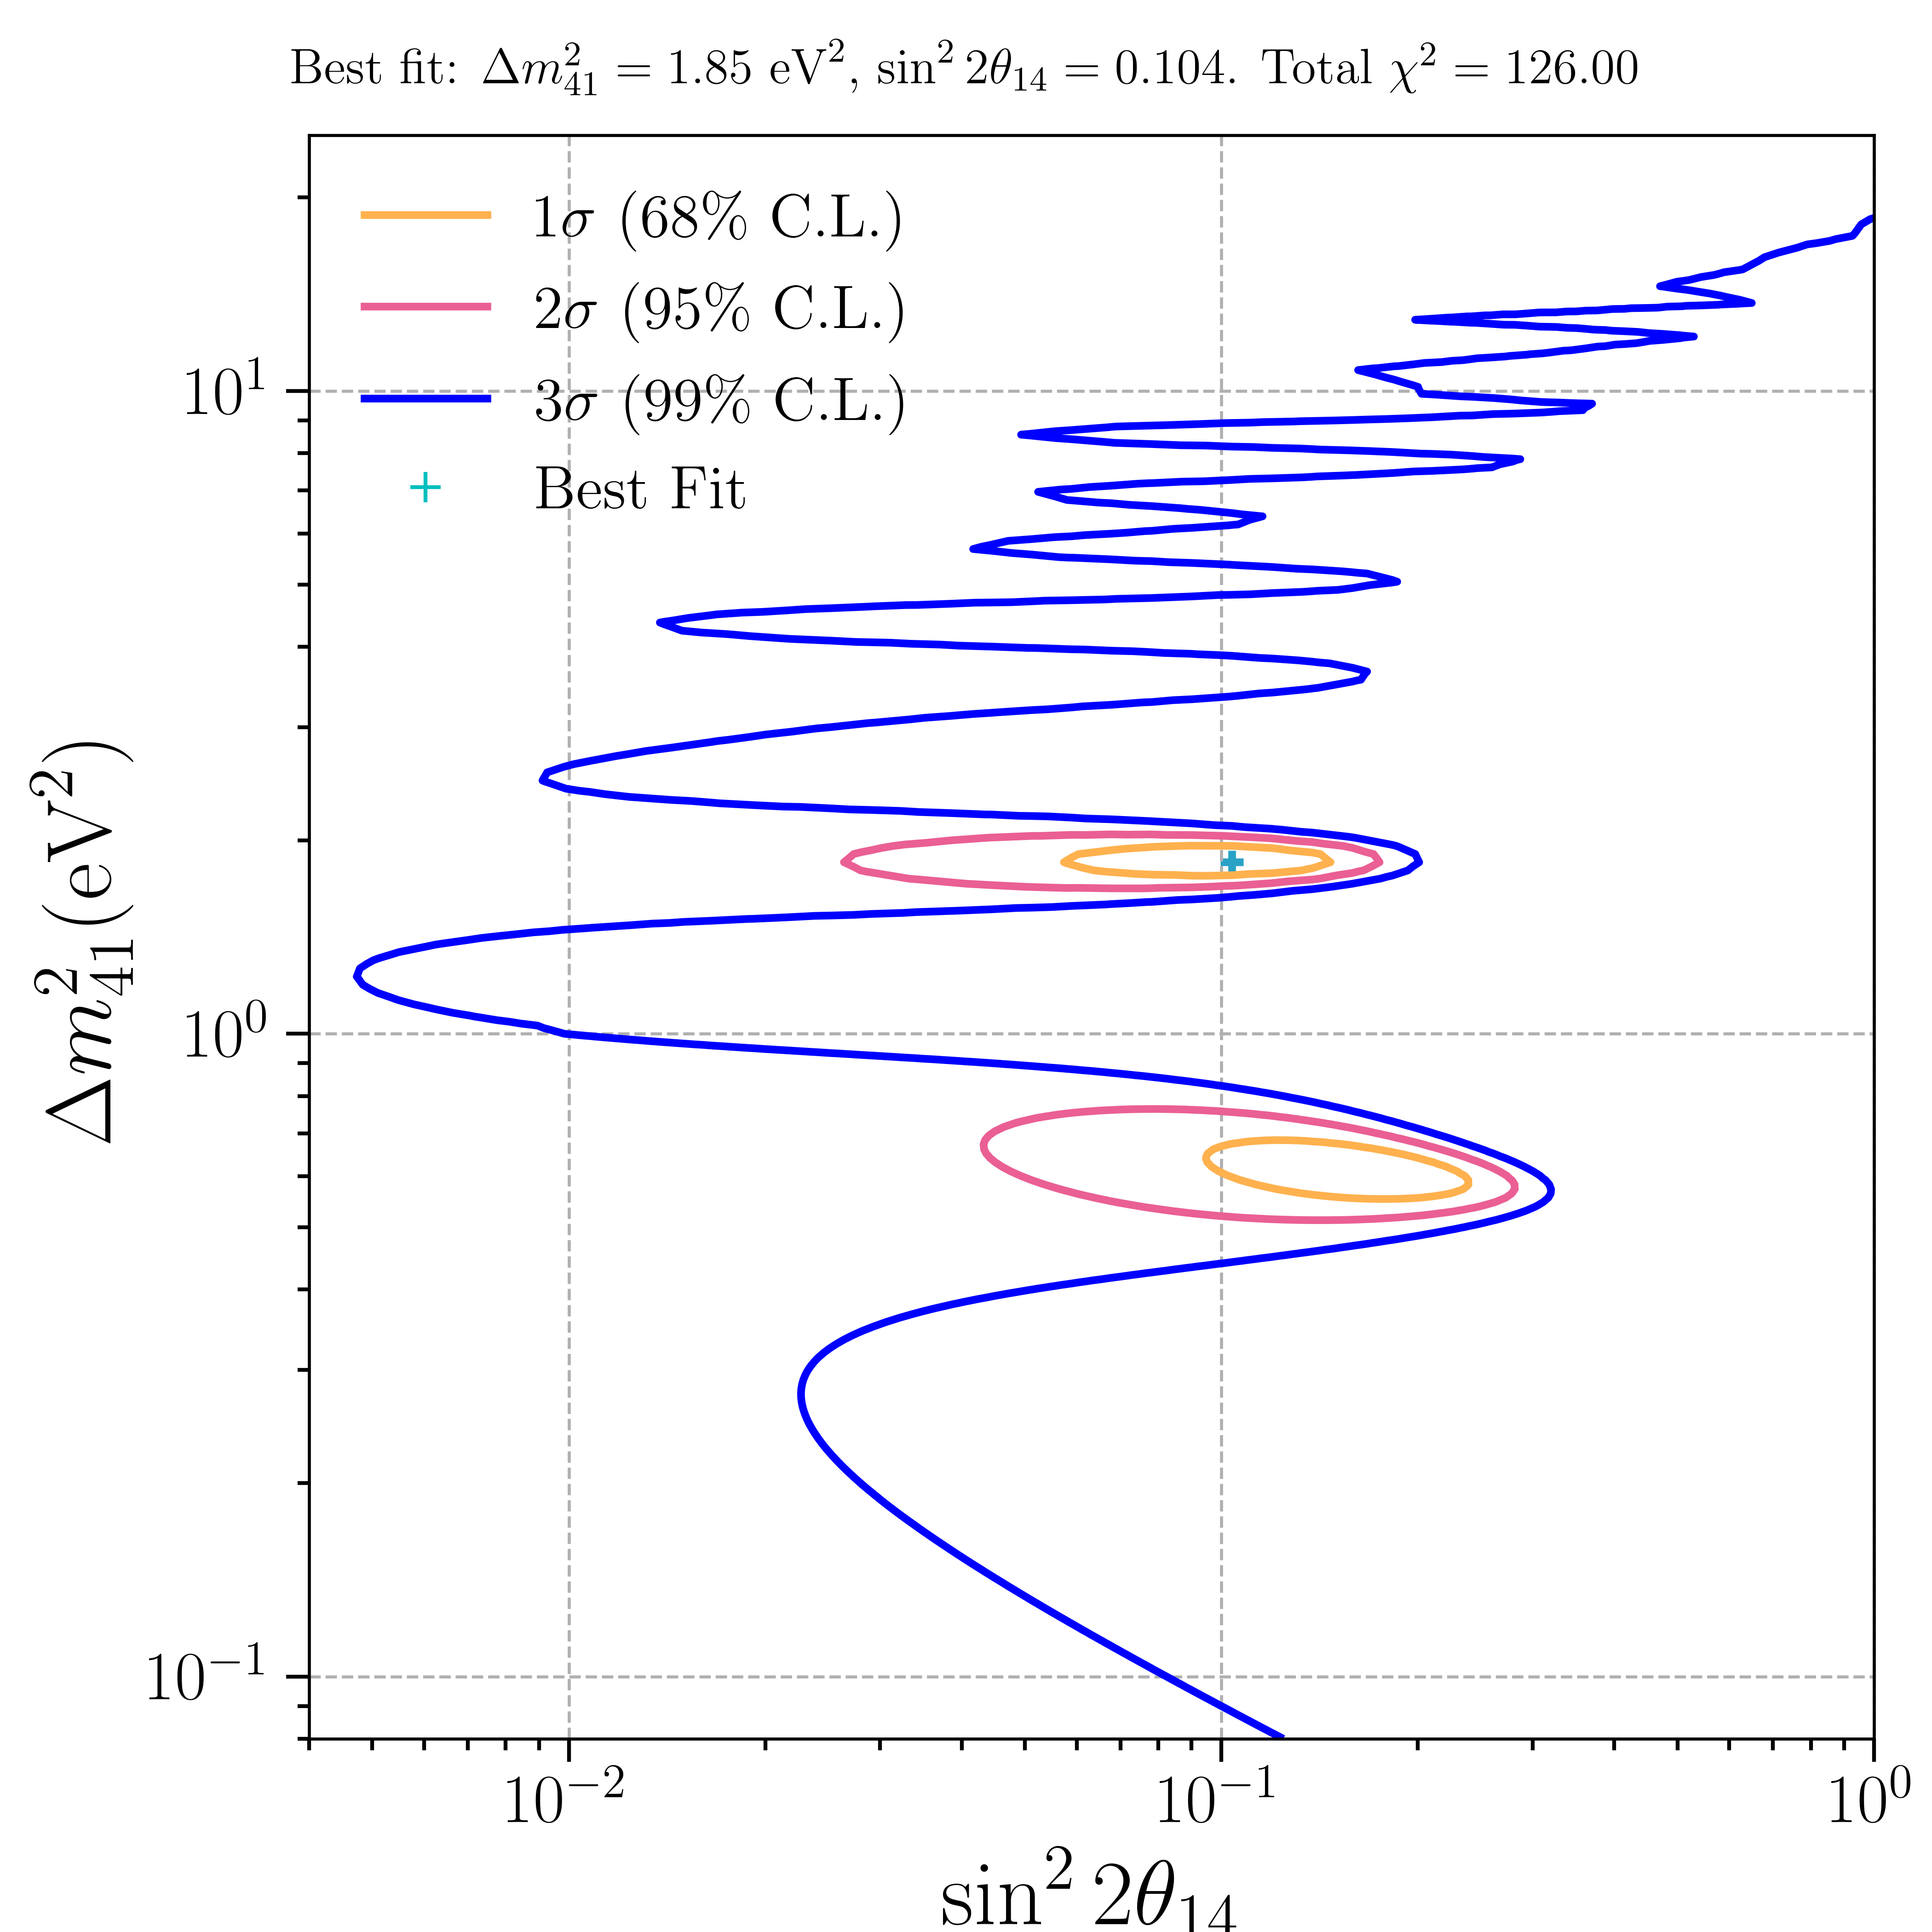 Best fit: Δm²₄₁ = 1.85 eV², sin² 2θ₁₄ = 0.104. Total χ² = 126.00
1σ (68% C.L.)
2σ (95% C.L.)
3σ (99% C.L.)
Best Fit
Δm²₄₁(eV²)
10¹
10⁰
10⁻¹
10⁻² 10⁻¹ 10⁰
sin² 2θ₁₄